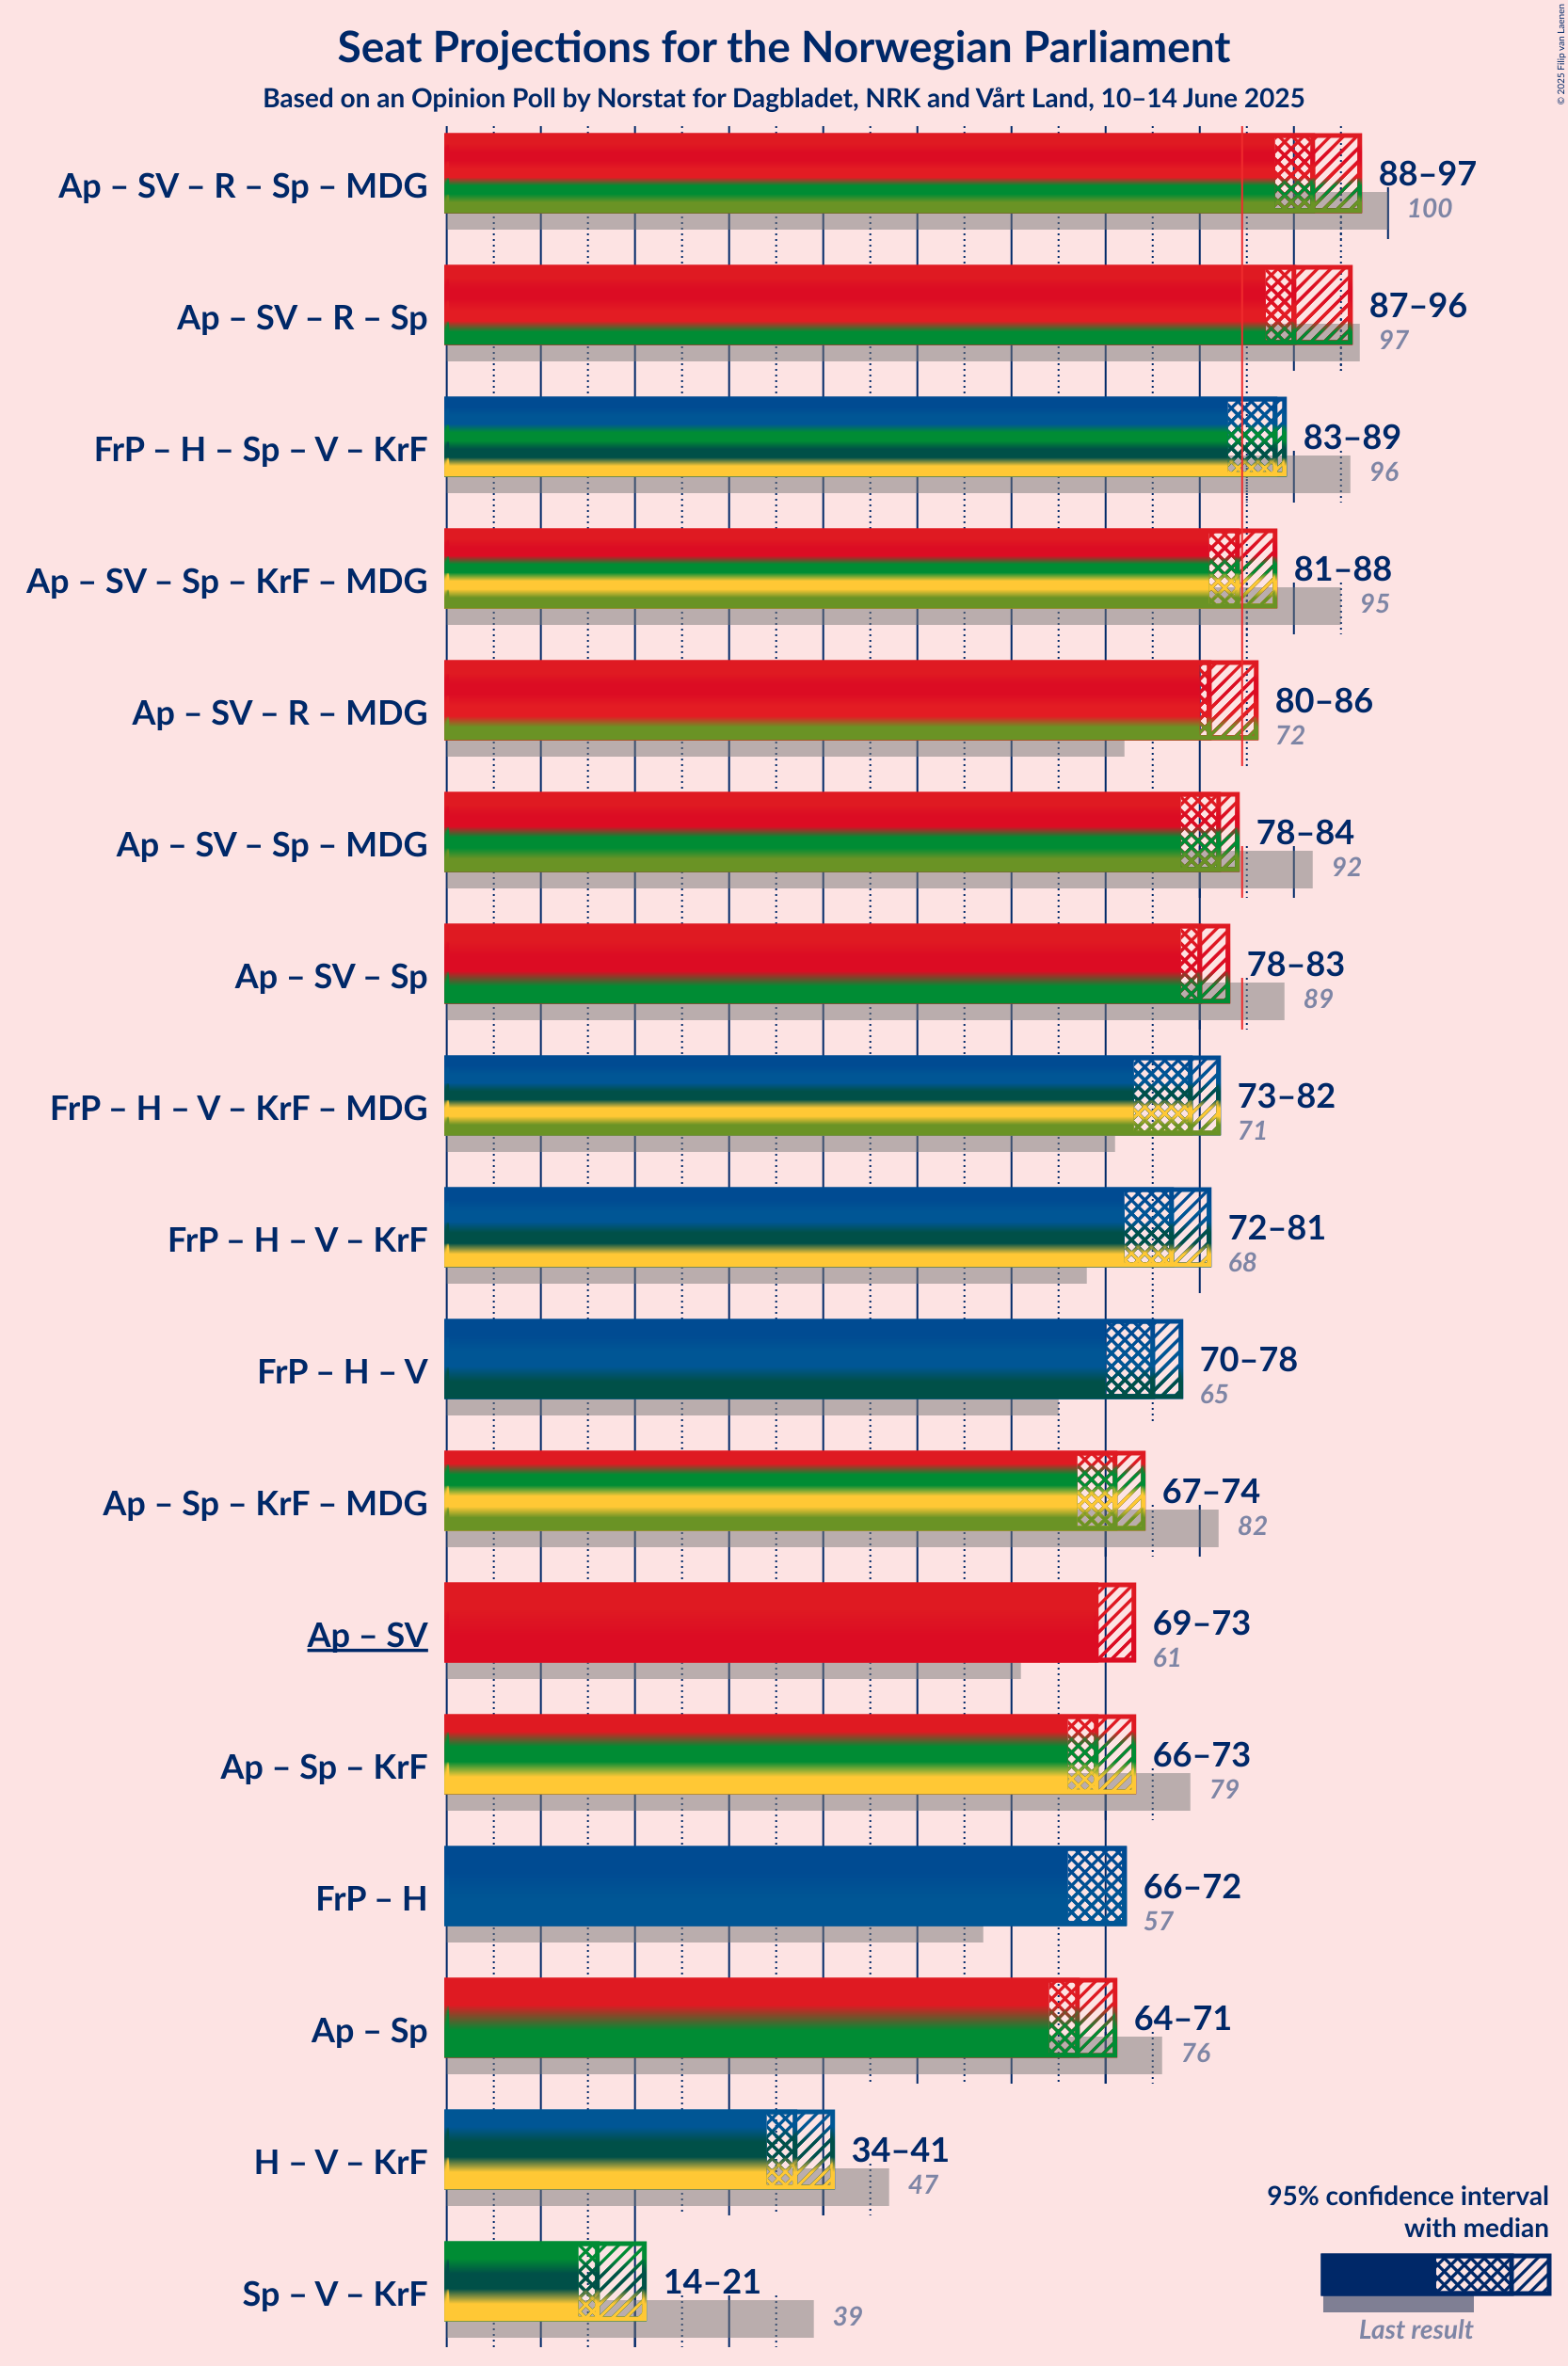 Seat Projections for the Norwegian Parliament
Based on an Opinion Poll by Norstat for Dagbladet, NRK and Vårt Land, 10–14 June 2025
© 2025 Filip van Laenen
Ap – SV – R – Sp – MDG
88–97
100
Ap – SV – R – Sp
87–96
97
FrP – H – Sp – V – KrF
83–89
96
Ap – SV – Sp – KrF – MDG
81–88
95
Ap – SV – R – MDG
80–86
72
Ap – SV – Sp – MDG
78–84
92
Ap – SV – Sp
78–83
89
FrP – H – V – KrF – MDG
73–82
71
FrP – H – V – KrF
72–81
68
FrP – H – V
70–78
65
Ap – Sp – KrF – MDG
67–74
82
Ap – SV
69–73
61
Ap – Sp – KrF
66–73
79
FrP – H
66–72
57
Ap – Sp
64–71
76
H – V – KrF
34–41
47
Sp – V – KrF
14–21
39
95% confidence interval
with median
Last result